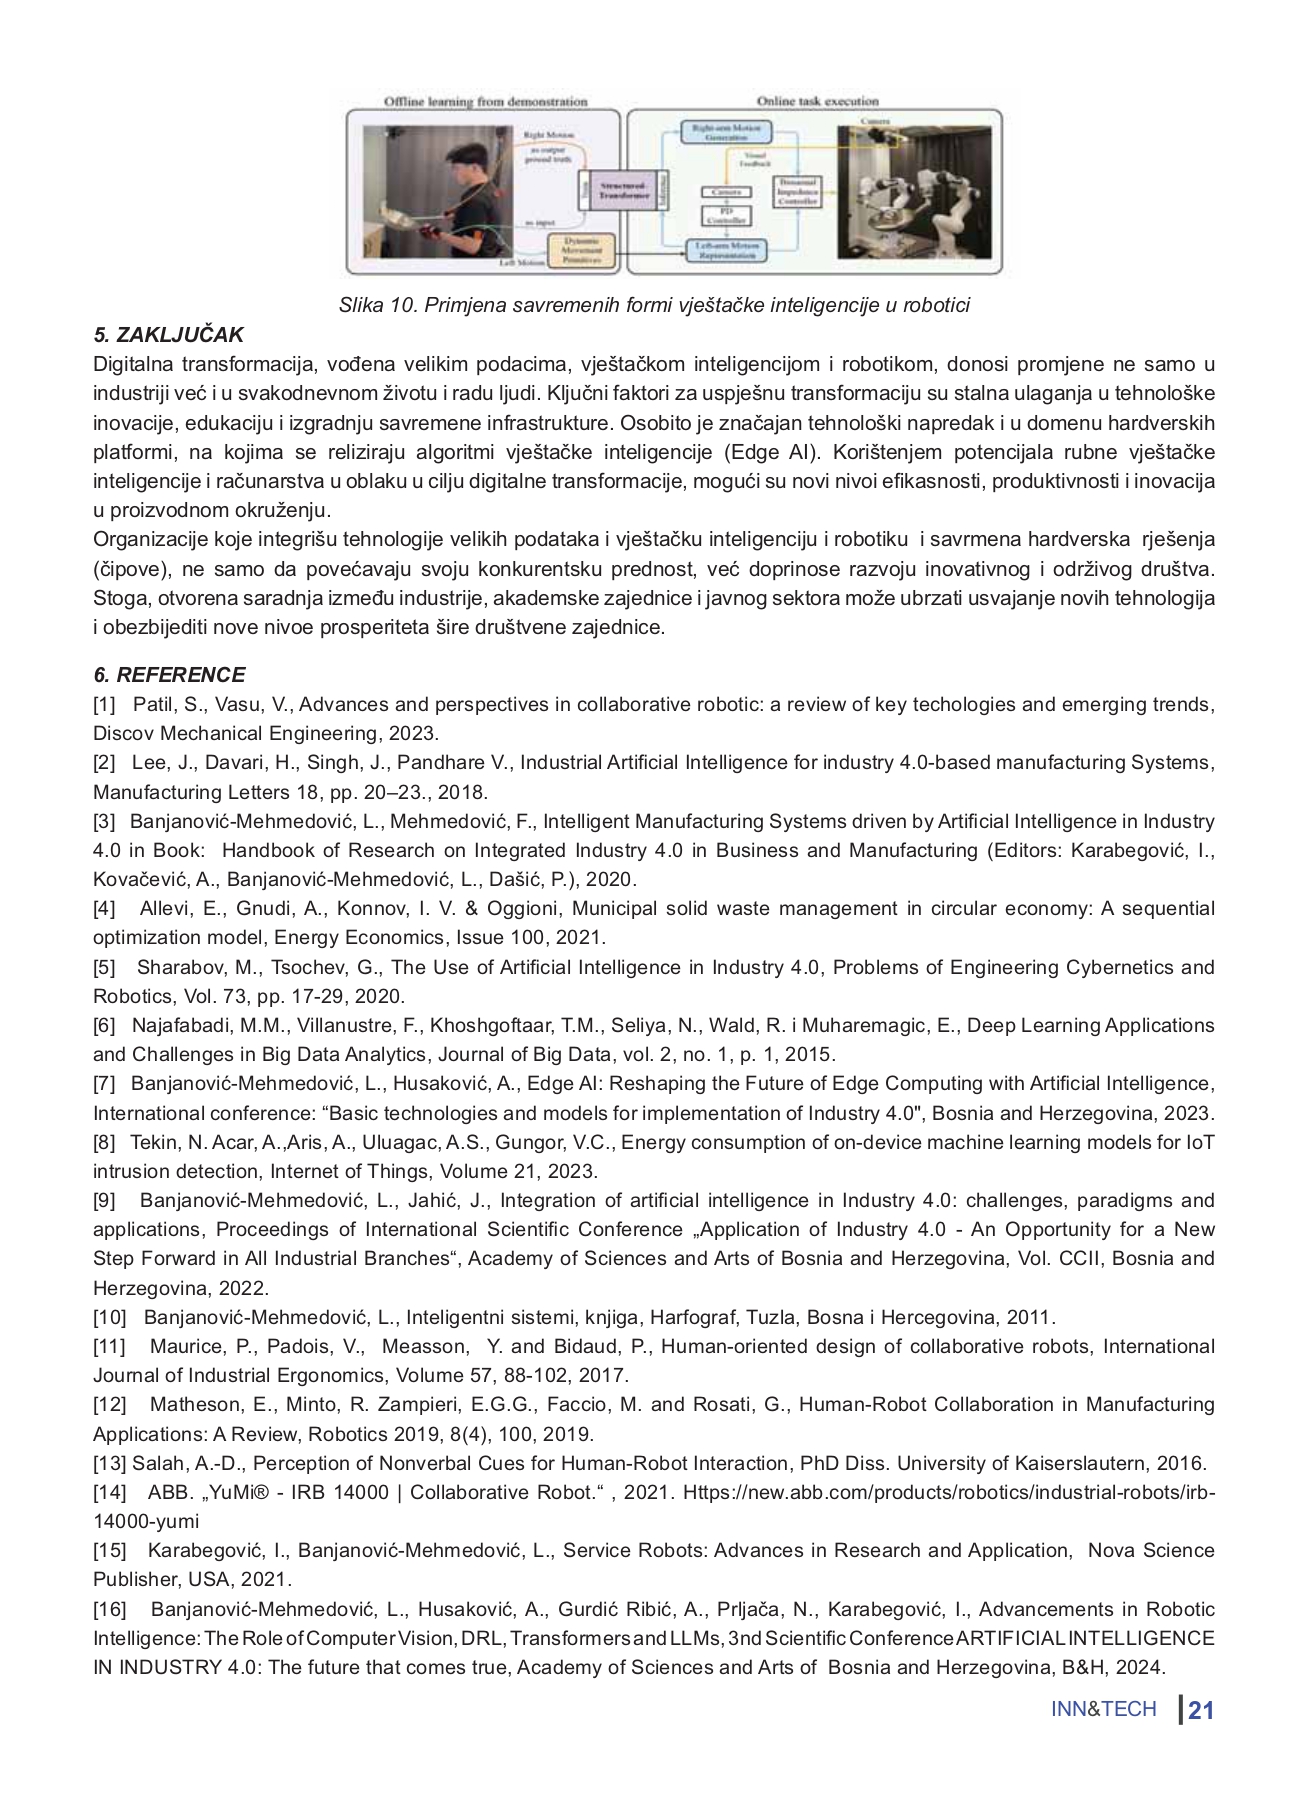 Offline learning from demonstration
Online task execution
Right Motion
as output
ground truth
as input
Left Motion
Dynamic
Movement
Primitives
Structured-
Transformer
Right-arm Motion
Generation
Visual
Feedback
Camera
PD
Controller
Left-arm Motion
Representation
Impedance
Controller
Camera
Slika 10. Primjena savremenih formi vještačke inteligencije u robotici
5. ZAKLJUČAK
Digitalna transformacija, vođena velikim podacima, vještačkom inteligencijom i robotikom, donosi promjene ne samo u
industriji već i u svakodnevnom životu i radu ljudi. Ključni faktori za uspješnu transformaciju su stalna ulaganja u tehnološke
inovacije, edukaciju i izgradnju savremene infrastrukture. Osobito je značajan tehnološki napredak i u domenu hardverskih
platformi, na kojima se reliziraju algoritmi vještačke inteligencije (Edge AI). Korištenjem potencijala rubne vještačke
inteligencije i računarstva u oblaku u cilju digitalne transformacije, mogući su novi nivoi efikasnosti, produktivnosti i inovacija
u proizvodnom okruženju.
Organizacije koje integrišu tehnologije velikih podataka i vještačku inteligenciju i robotiku i savrmena hardverska rješenja
(čipove), ne samo da povećavaju svoju konkurentsku prednost, već doprinose razvoju inovativnog i održivog društva.
Stoga, otvorena saradnja između industrije, akademske zajednice i javnog sektora može ubrzati usvajanje novih tehnologija
i obezbijediti nove nivoe prosperiteta šire društvene zajednice.
6. REFERENCE
[1] Patil, S., Vasu, V., Advances and perspectives in collaborative robotic: a review of key techologies and emerging trends,
Discov Mechanical Engineering, 2023.
[2] Lee, J., Davari, H., Singh, J., Pandhare V., Industrial Artificial Intelligence for industry 4.0-based manufacturing Systems,
Manufacturing Letters 18, pp. 20–23., 2018.
[3] Banjanović-Mehmedović, L., Mehmedović, F., Intelligent Manufacturing Systems driven by Artificial Intelligence in Industry
4.0 in Book: Handbook of Research on Integrated Industry 4.0 in Business and Manufacturing (Editors: Karabegović, I.,
Kovačević, A., Banjanović-Mehmedović, L., Dašić, P.), 2020.
[4] Allevi, E., Gnudi, A., Konnov, I. V. & Oggioni, Municipal solid waste management in circular economy: A sequential
optimization model, Energy Economics, Issue 100, 2021.
[5] Sharabov, M., Tsochev, G., The Use of Artificial Intelligence in Industry 4.0, Problems of Engineering Cybernetics and
Robotics, Vol. 73, pp. 17-29, 2020.
[6] Najafabadi, M.M., Villanustre, F., Khoshgoftaar, T.M., Seliya, N., Wald, R. i Muharemagic, E., Deep Learning Applications
and Challenges in Big Data Analytics, Journal of Big Data, vol. 2, no. 1, p. 1, 2015.
[7] Banjanović-Mehmedović, L., Husaković, A., Edge AI: Reshaping the Future of Edge Computing with Artificial Intelligence,
International conference: “Basic technologies and models for implementation of Industry 4.0", Bosnia and Herzegovina, 2023.
[8] Tekin, N. Acar, A.,Aris, A., Uluagac, A.S., Gungor, V.C., Energy consumption of on-device machine learning models for IoT
intrusion detection, Internet of Things, Volume 21, 2023.
[9] Banjanović-Mehmedović, L., Jahić, J., Integration of artificial intelligence in Industry 4.0: challenges, paradigms and
applications, Proceedings of International Scientific Conference „Application of Industry 4.0 - An Opportunity for a New
Step Forward in All Industrial Branches“, Academy of Sciences and Arts of Bosnia and Herzegovina, Vol. CCII, Bosnia and
Herzegovina, 2022.
[10] Banjanović-Mehmedović, L., Inteligentni sistemi, knjiga, Harfograf, Tuzla, Bosna i Hercegovina, 2011.
[11] Maurice, P., Padois, V., Measson, Y. and Bidaud, P., Human-oriented design of collaborative robots, International
Journal of Industrial Ergonomics, Volume 57, 88-102, 2017.
[12] Matheson, E., Minto, R. Zampieri, E.G.G., Faccio, M. and Rosati, G., Human-Robot Collaboration in Manufacturing
Applications: A Review, Robotics 2019, 8(4), 100, 2019.
[13] Salah, A.-D., Perception of Nonverbal Cues for Human-Robot Interaction, PhD Diss. University of Kaiserslautern, 2016.
[14] ABB. „YuMi® - IRB 14000 | Collaborative Robot.“ , 2021. Https://new.abb.com/products/robotics/industrial-robots/irb-
14000-yumi
[15] Karabegović, I., Banjanović-Mehmedović, L., Service Robots: Advances in Research and Application, Nova Science
Publisher, USA, 2021.
[16] Banjanović-Mehmedović, L., Husaković, A., Gurdić Ribić, A., Prljača, N., Karabegović, I., Advancements in Robotic
Intelligence: The Role of Computer Vision, DRL, Transformers and LLMs, 3nd Scientific Conference ARTIFICIAL INTELLIGENCE
IN INDUSTRY 4.0: The future that comes true, Academy of Sciences and Arts of Bosnia and Herzegovina, B&H, 2024.
INN&TECH 21